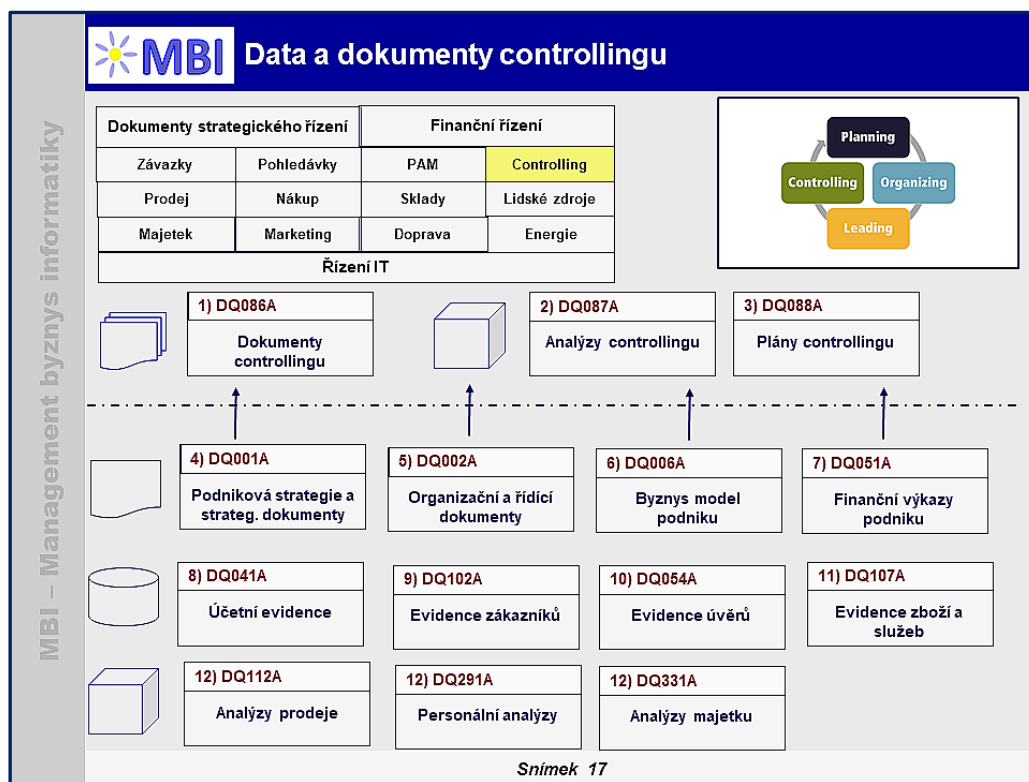 MBI – Management byznys informatiky
MBI
Data a dokumenty controllingu
Dokumenty strategického řízení
Finanční řízení
Závazky
Pohledávky
PAM
Controlling
Prodej
Nákup
Sklady
Lidské zdroje
Majetek
Marketing
Doprava
Energie
Řízení IT
Planning
Controlling
Organizing
Leading
1) DQ086A
Dokumenty
controllingu
2) DQ087A
Analýzy controllingu
3) DQ088A
Plány controllingu
4) DQ001A
Podniková strategie a
strateg. dokumenty
5) DQ002A
Organizační a řídící
dokumenty
6) DQ006A
Byznys model
podniku
7) DQ051A
Finanční výkazy
podniku
8) DQ041A
Účetní evidence
9) DQ102A
Evidence zákazníků
10) DQ054A
Evidence úvěrů
11) DQ107A
Evidence zboží a
služeb
12) DQ112A
Analýzy prodeje
12) DQ291A
Personální analýzy
12) DQ331A
Analýzy majetku
Snímek 17